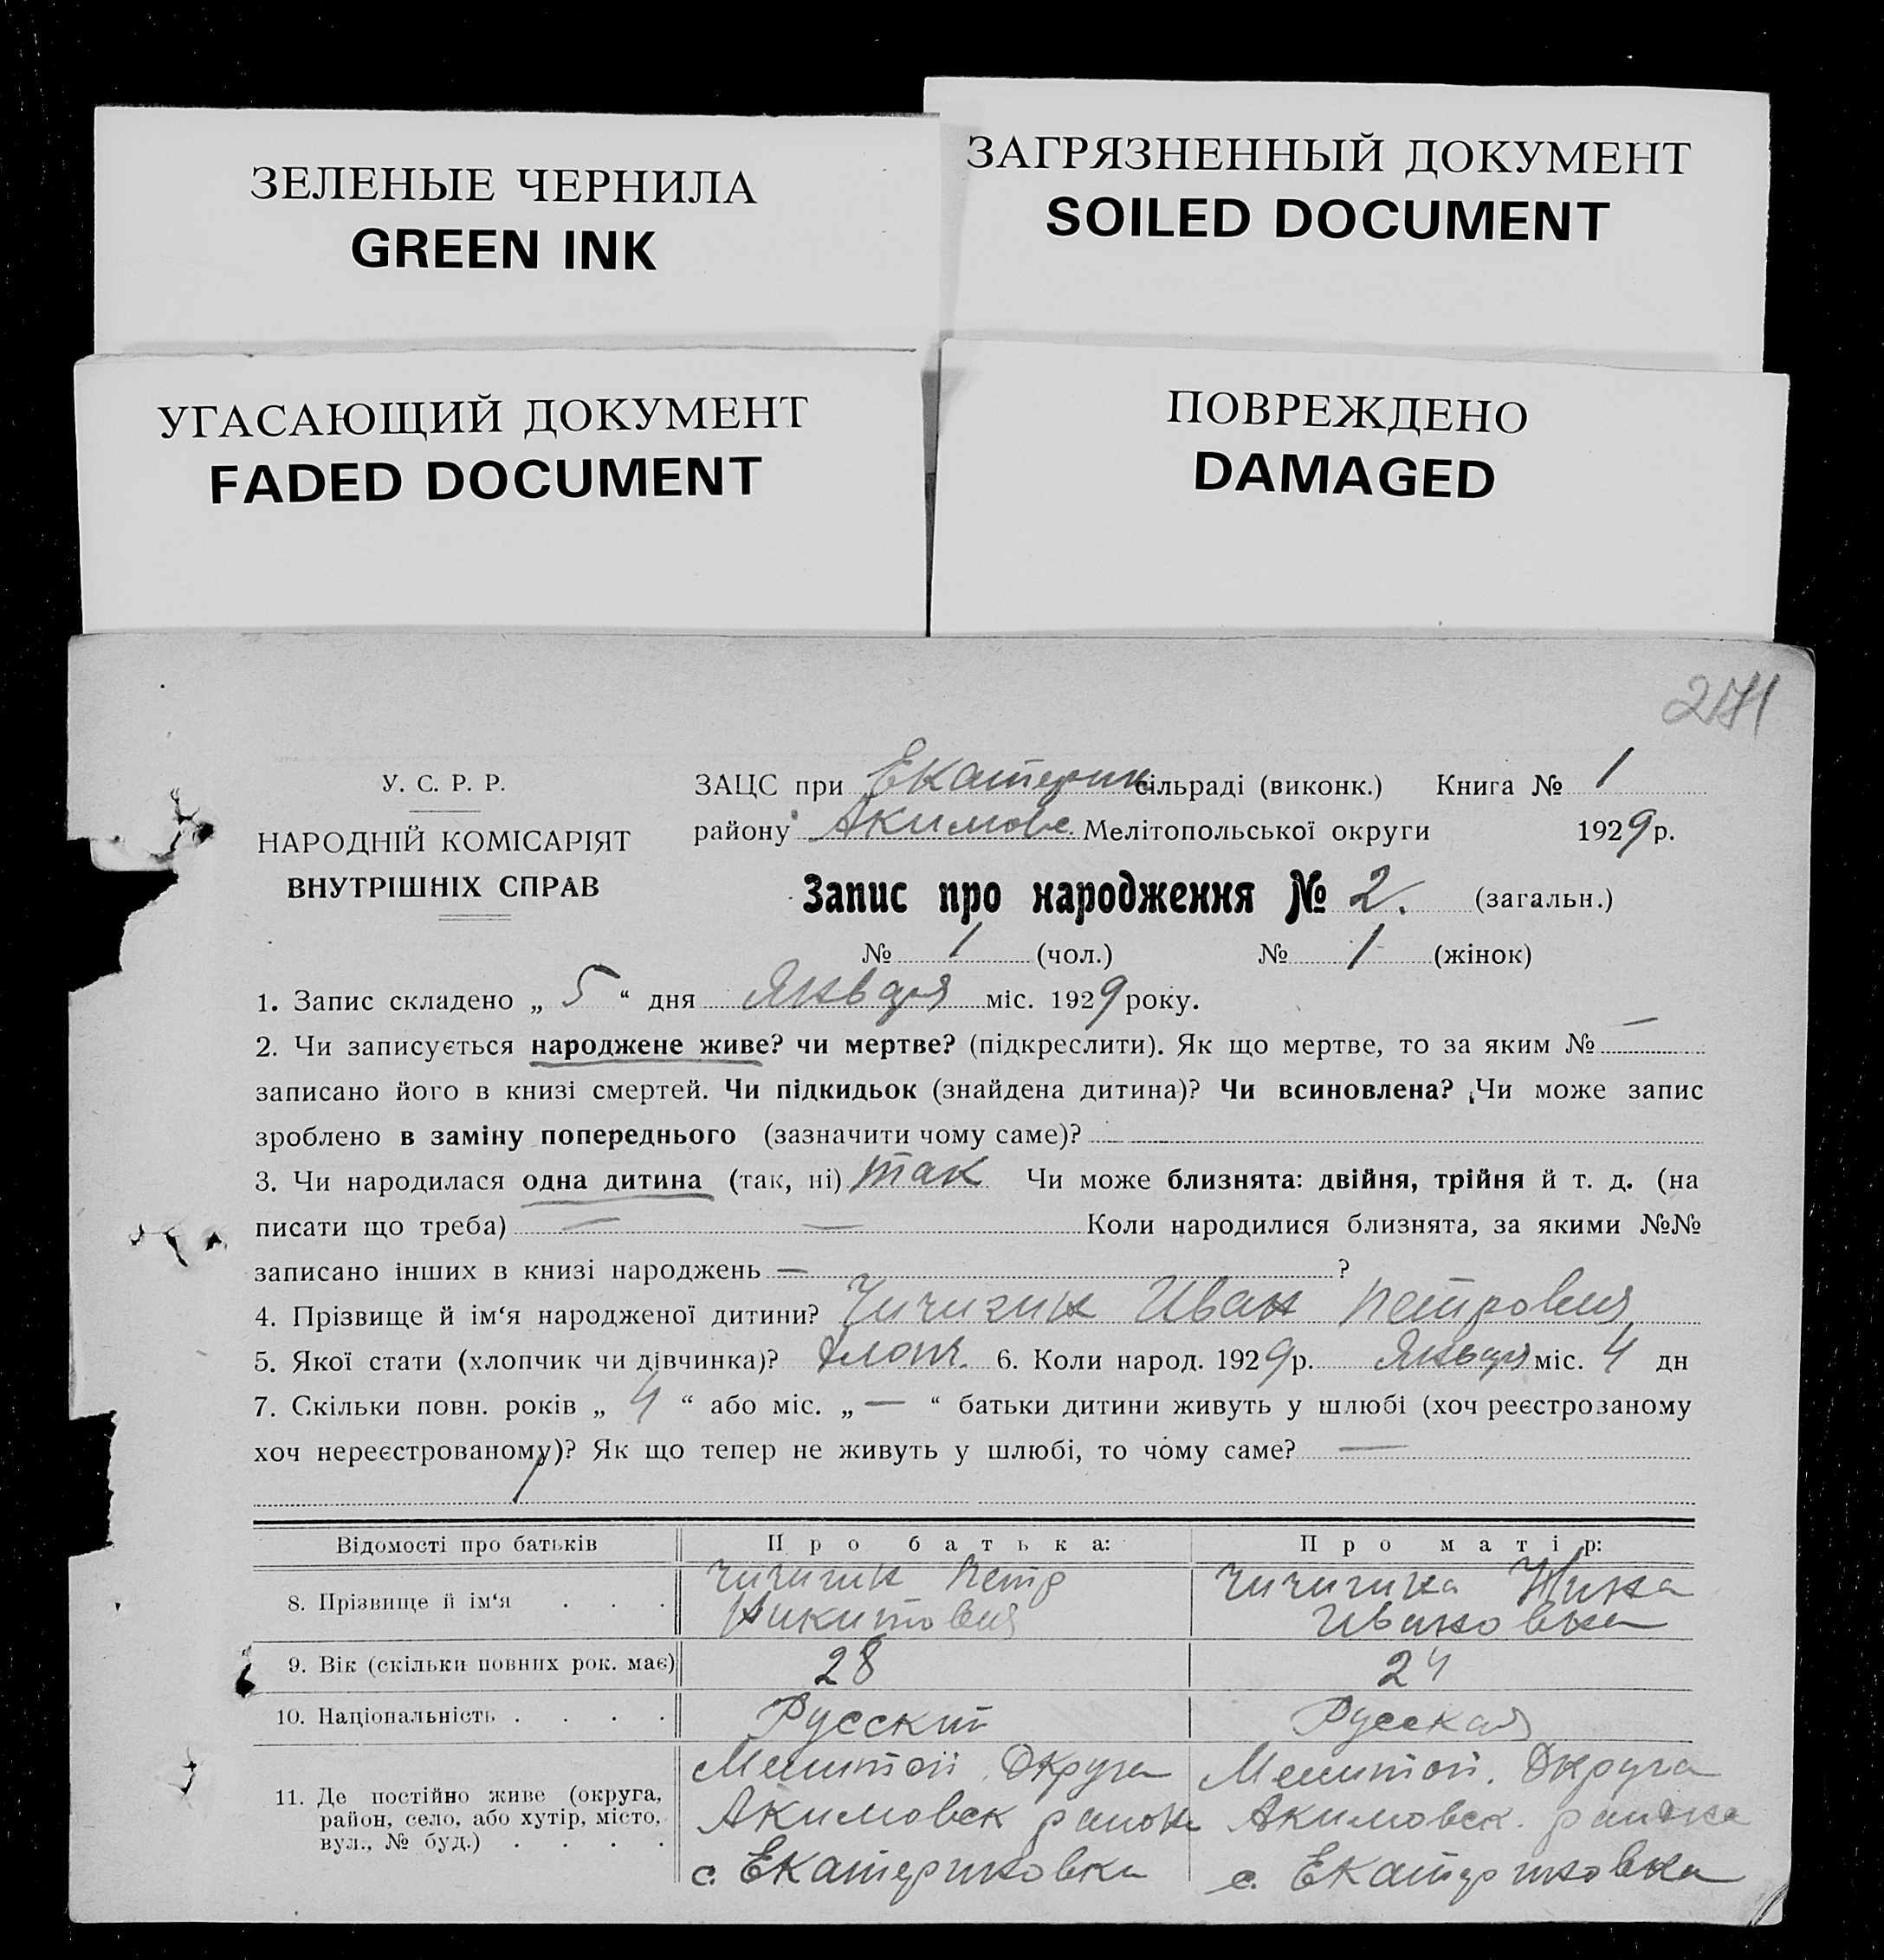 ЗЕЛЕНЫЕ ЧЕРНИЛА
GREEN INK
ЗАГРЯЗНЕННЫЙ ДОКУМЕНТ
SOILED DOCUMENT
УГАСАЮЩИЙ ДОКУМЕНТ
FADED DOCUMENT
ПОВРЕЖДЕНО
DAMAGED
У. С. Р. Р.
НАРОДНІЙ КОМІСАРІЯТ
ВНУТРІШНІХ СПРАВ
ЗАЦС при Екатерин сільраді (виконк.) Книга № 1
району Акимове. Мелітопольської округи 1929 р.
Запис про народження № 2. (загальн.)
№ 1 (чол.) № 1 (жінок)
1. Запис складено „ 5 “ дня Января міс. 1929 року.
2. Чи записується народжене живе? чи мертве? (підкреслити). Як що мертве, то за яким № —
записано його в книзі смертей. Чи підкидьок (знайдена дитина)? Чи всиновлена? Чи може запис
зроблено в заміну попереднього (зазначити чому саме)?
3. Чи народилася одна дитина (так, ні) так Чи може близнята: двійня, трійня й т. д. (на
писати що треба) — — Коли народилися близнята, за якими №№
записано інших в книзі народжень — ?
4. Прізвище й ім‘я народженої дитини? Чичигин Иван Петрович
5. Якої стати (хлопчик чи дівчинка)? Хлопч. 6. Коли народ. 1929 р. Января міс. 4 дн
7. Скільки повн. років „ 4 “ або міс. „ — “ батьки дитини живуть у шлюбі (хоч реєстрованому
хоч нереєстрованому)? Як що тепер не живуть у шлюбі, то чому саме? —
Відомості про батьків Про батька: Про матір:
8. Прізвище й ім‘я . . . Чичигин Петр Чичигина
Никитович Ивановна
9. Вік (скільки повних рок. має) 28 24
10. Національність . . . . Русский Русская
11. Де постійно живе (округа, район, село, або хутір, місто, вул., № буд.) . . . .
Мелитоп. Округа Мелитоп. Округа
Акимовск район Акимовск. района
с. Екатериновка с. Екатериновка